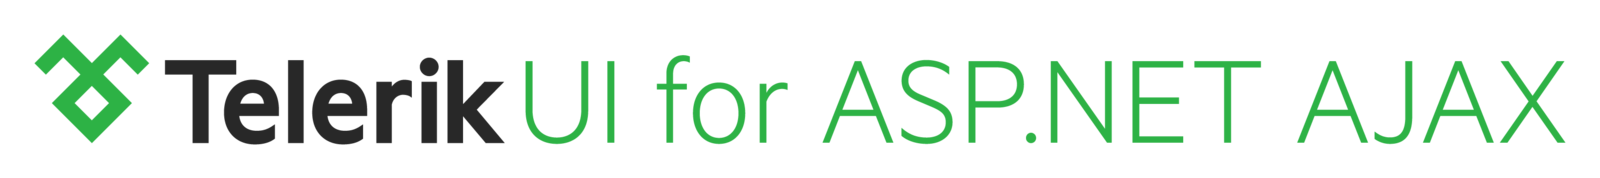 Telerik UI for ASP.NET AJAX